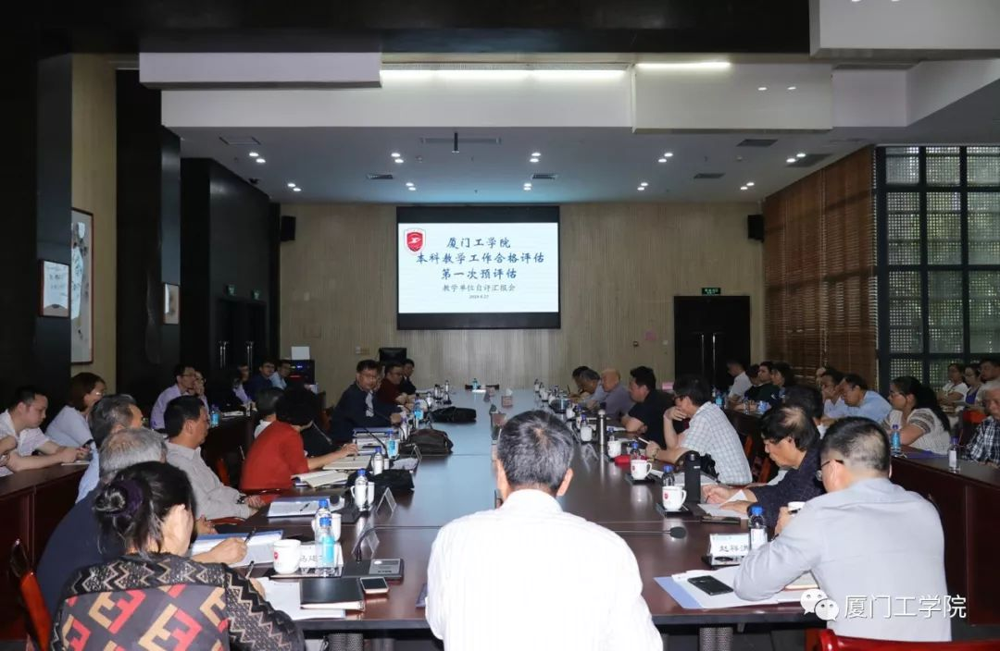 厦门工学院
本科教学工作合格评估
第一次预评估
教学单位自评汇报会
厦门工学院